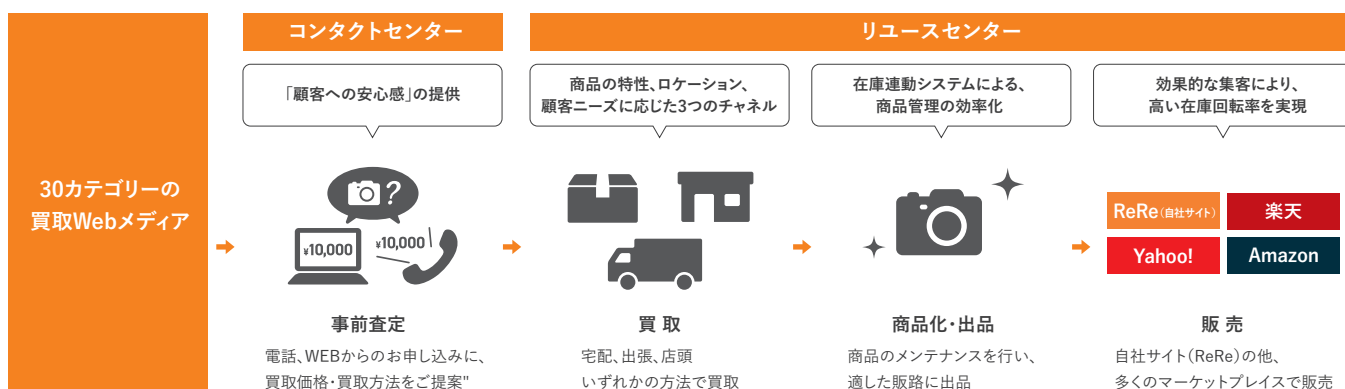 30カテゴリーの
買取Webメディア
コンタクトセンター
「顧客への安心感」の提供
?
¥10,000
¥10,000
事前査定
電話、WEBからのお申し込みに、
買取価格・買取方法をご提案"
リユースセンター
商品の特性、ロケーション、
顧客ニーズに応じた3つのチャネル
買 取
宅配、出張、店頭
いずれかの方法で買取
在庫連動システムによる、
商品管理の効率化
商品化・出品
商品のメンテナンスを行い、
適した販路に出品
効果的な集客により、
高い在庫回転率を実現
ReRe(自社サイト)
楽天
Yahoo!
Amazon
販 売
自社サイト(ReRe)の他、
多くのマーケットプレイスで販売